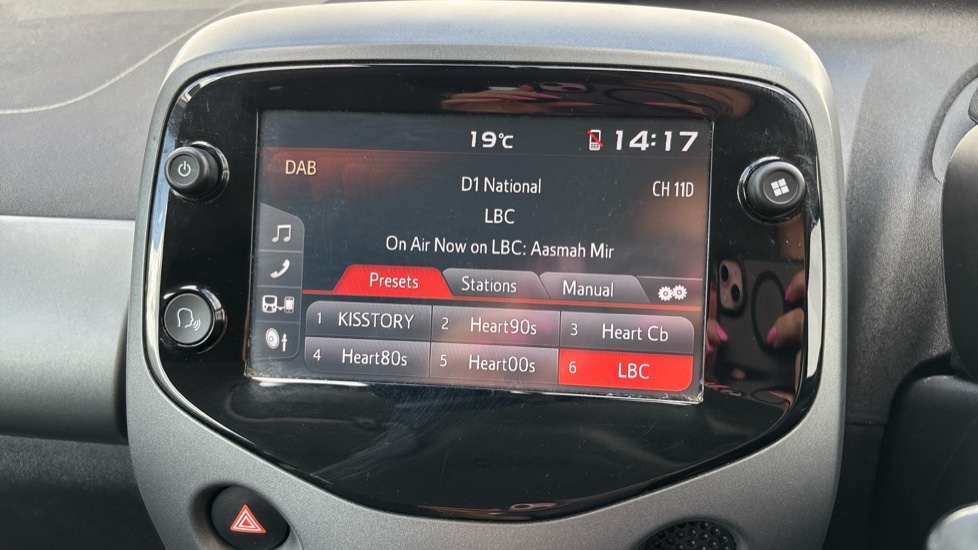 19°C 14:17
DAB
D1 National CH 11D
LBC
On Air Now on LBC: Aasmah Mir
Presets Stations Manual
1 KISSTORY 2 Heart90s 3 Heart Cb
4 Heart80s 5 Heart00s 6 LBC